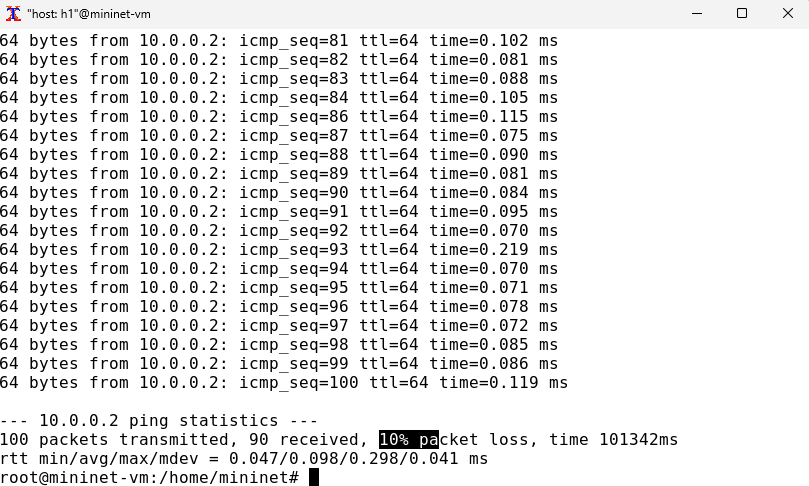 "host: h1"@mininet-vm
64 bytes from 10.0.0.2: icmp_seq=81 ttl=64 time=0.102 ms
64 bytes from 10.0.0.2: icmp_seq=82 ttl=64 time=0.081 ms
64 bytes from 10.0.0.2: icmp_seq=83 ttl=64 time=0.088 ms
64 bytes from 10.0.0.2: icmp_seq=84 ttl=64 time=0.105 ms
64 bytes from 10.0.0.2: icmp_seq=86 ttl=64 time=0.115 ms
64 bytes from 10.0.0.2: icmp_seq=87 ttl=64 time=0.075 ms
64 bytes from 10.0.0.2: icmp_seq=88 ttl=64 time=0.090 ms
64 bytes from 10.0.0.2: icmp_seq=89 ttl=64 time=0.081 ms
64 bytes from 10.0.0.2: icmp_seq=90 ttl=64 time=0.084 ms
64 bytes from 10.0.0.2: icmp_seq=91 ttl=64 time=0.095 ms
64 bytes from 10.0.0.2: icmp_seq=92 ttl=64 time=0.070 ms
64 bytes from 10.0.0.2: icmp_seq=93 ttl=64 time=0.219 ms
64 bytes from 10.0.0.2: icmp_seq=94 ttl=64 time=0.070 ms
64 bytes from 10.0.0.2: icmp_seq=95 ttl=64 time=0.071 ms
64 bytes from 10.0.0.2: icmp_seq=96 ttl=64 time=0.078 ms
64 bytes from 10.0.0.2: icmp_seq=97 ttl=64 time=0.072 ms
64 bytes from 10.0.0.2: icmp_seq=98 ttl=64 time=0.085 ms
64 bytes from 10.0.0.2: icmp_seq=99 ttl=64 time=0.086 ms
64 bytes from 10.0.0.2: icmp_seq=100 ttl=64 time=0.119 ms
--- 10.0.0.2 ping statistics ---
100 packets transmitted, 90 received, 10% packet loss, time 101342ms
rtt min/avg/max/mdev = 0.047/0.098/0.298/0.041 ms
root@mininet-vm:/home/mininet#